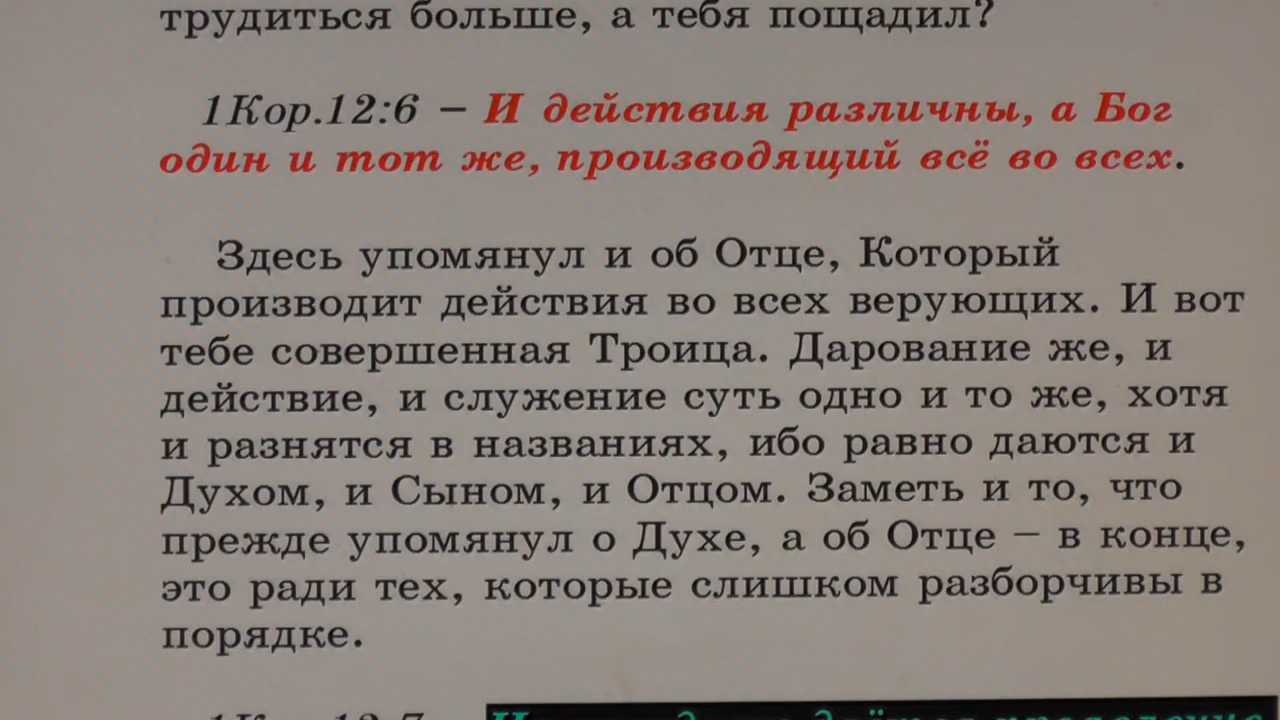 трудиться больше, а тебя пощадил?
1Кор.12:6 – И действия различны, а Бог
один и тот же, производящий всё во всех.
Здесь упомянул и об Отце, Который
производит действия во всех верующих. И вот
тебе совершенная Троица. Дарование же, и
действие, и служение суть одно и то же, хотя
и разнятся в названиях, ибо равно даются и
Духом, и Сыном, и Отцом. Заметь и то, что
прежде упомянул о Духе, а об Отце – в конце,
это ради тех, которые слишком разборчивы в
порядке.